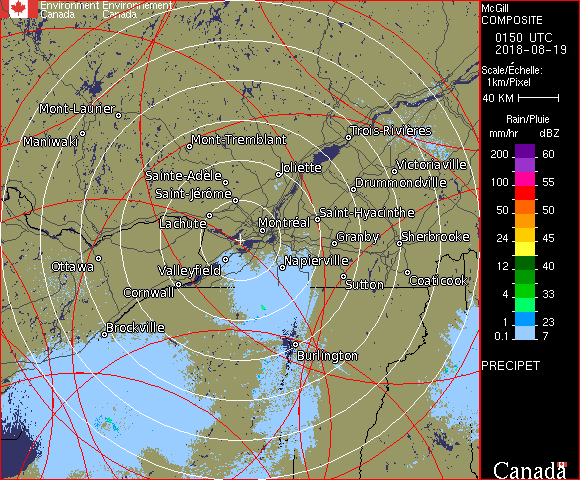 Environment Environnement
Canada Canada
McGill
COMPOSITE
0150 UTC
2018-08-19
Scale/Échelle:
1km/Pixel
40 KM
Rain/Pluie
mm/hr dBZ
200 60
100 55
50 50
24 45
12 40
4 33
1 23
0.1 7
PRECIPET
Canada
Mont-Laurier
Maniwaki
Mont-Tremblant
Trois-Rivières
Joliette
Victoriaville
Sainte-Adèle
Drummondville
Saint-Jérôme
Saint-Hyacinthe
Lachute
Montréal
Granby
Sherbrooke
Ottawa
Valleyfield
Napierville
Cornwall
Sutton
Coaticook
Brockville
Burlington